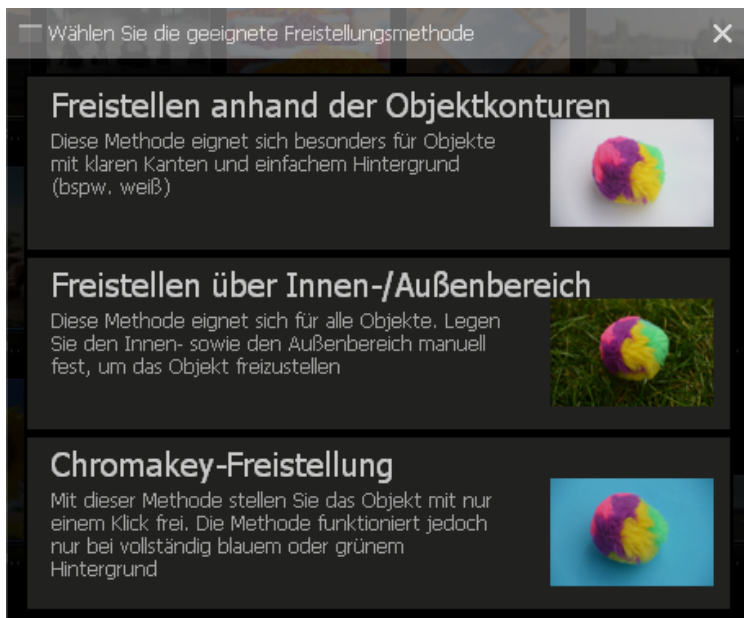 Wählen Sie die geeignete Freistellungsmethode
Freistellen anhand der Objektkonturen
Diese Methode eignet sich besonders für Objekte
mit klaren Kanten und einfachem Hintergrund
(bspw. weiß)
Freistellen über Innen-/Außenbereich
Diese Methode eignet sich für alle Objekte. Legen
Sie den Innen- sowie den Außenbereich manuell
fest, um das Objekt freizustellen
Chromakey-Freistellung
Mit dieser Methode stellen Sie das Objekt mit nur
einem Klick frei. Die Methode funktioniert jedoch
nur bei vollständig blauem oder grünem
Hintergrund